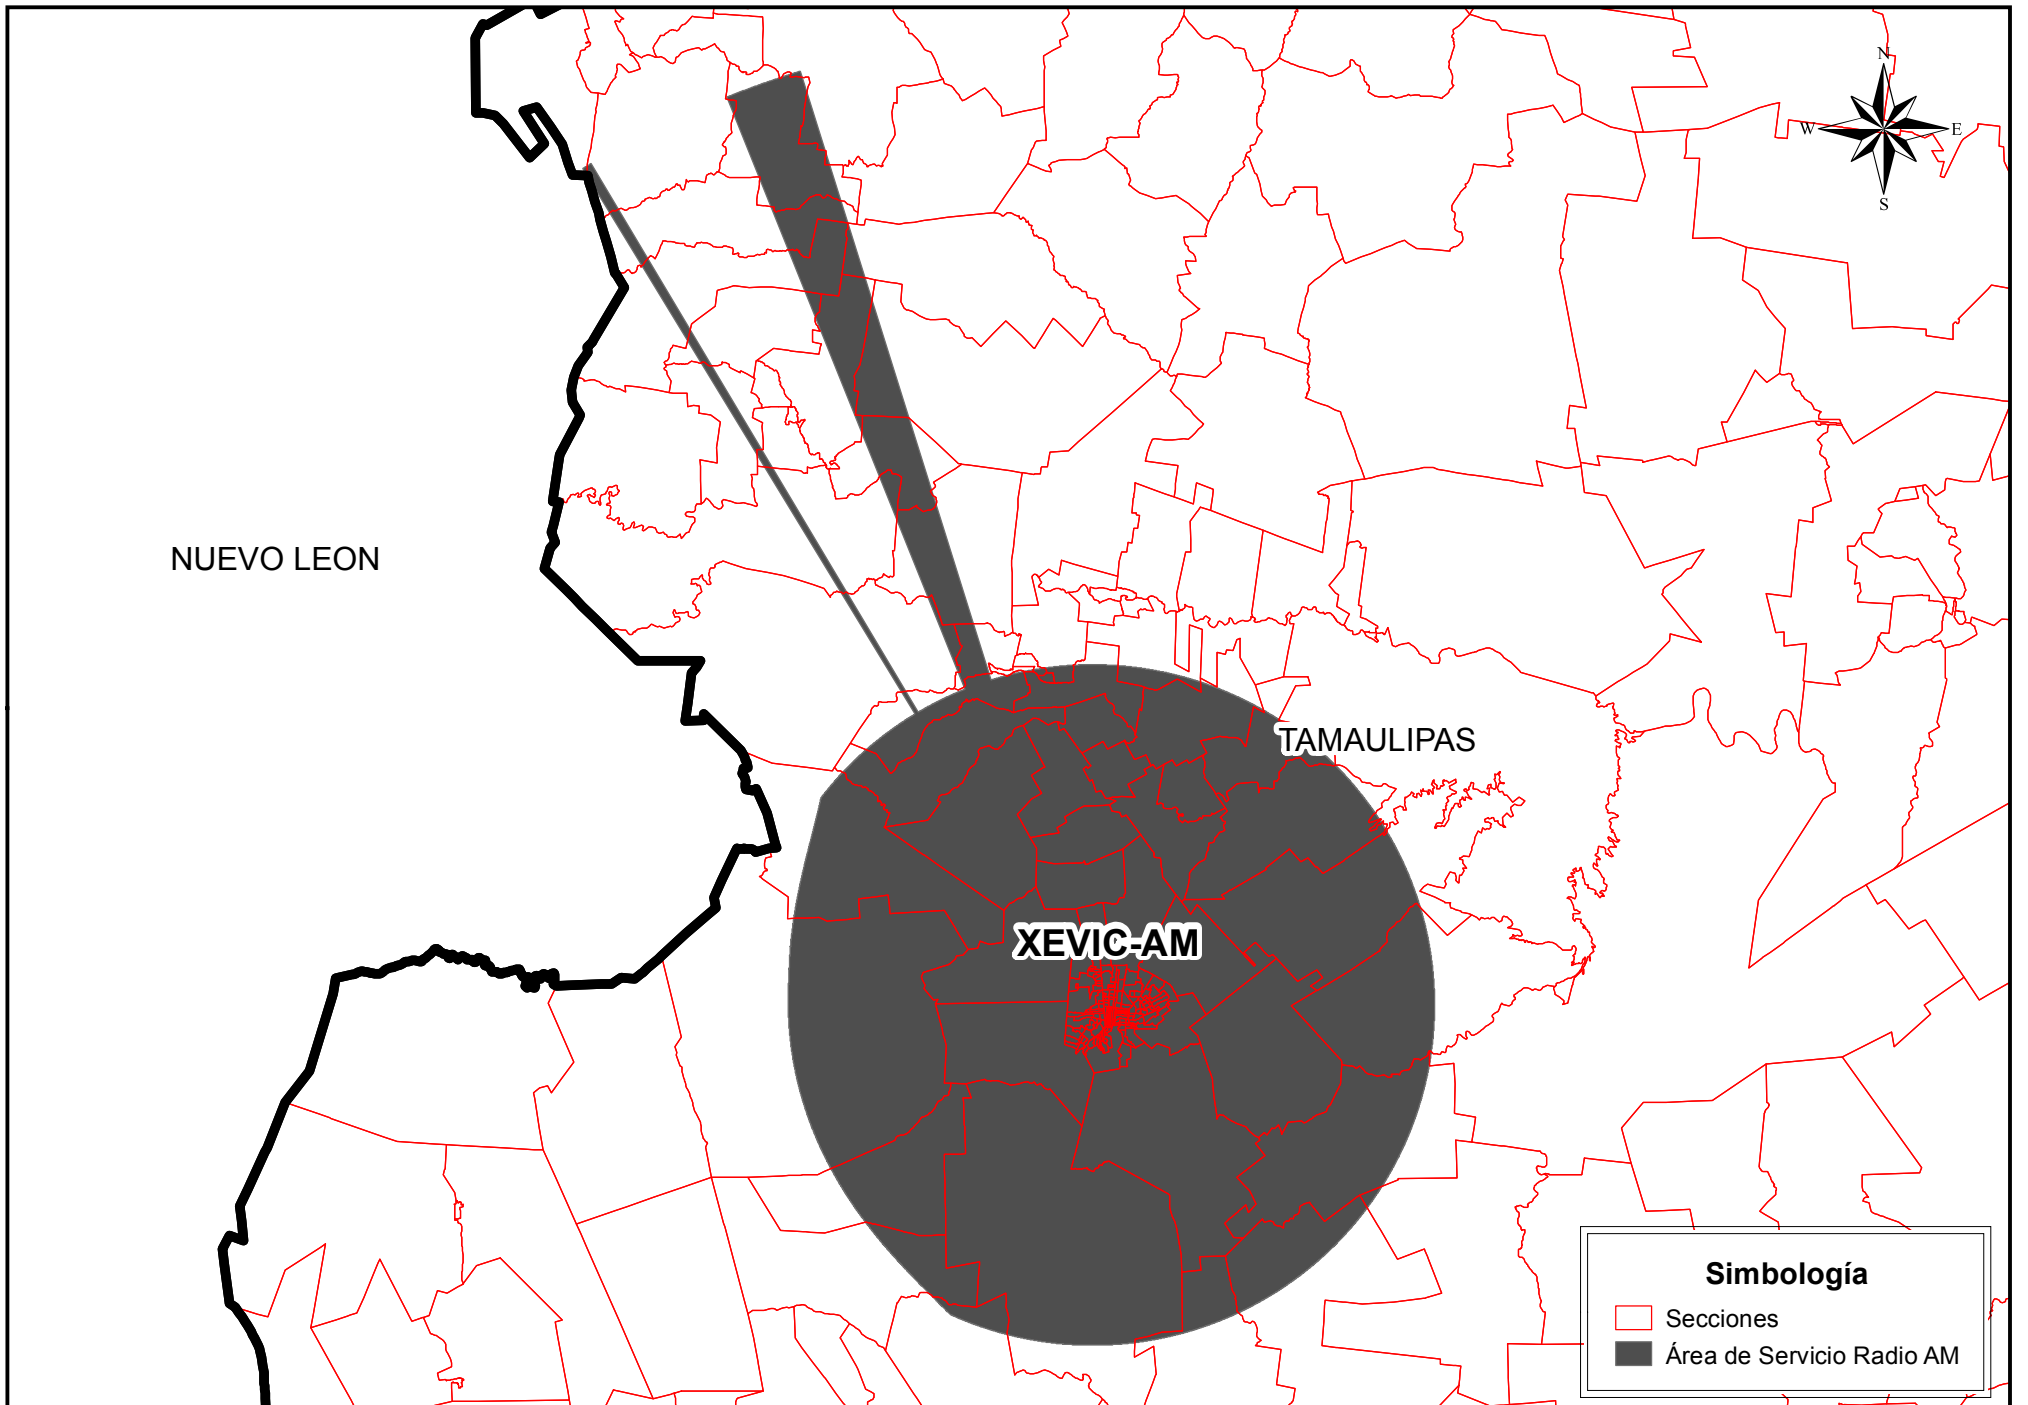 N
W E
S
NUEVO LEON
TAMAULIPAS
XEVIC-AM
Simbología
Secciones
Área de Servicio Radio AM